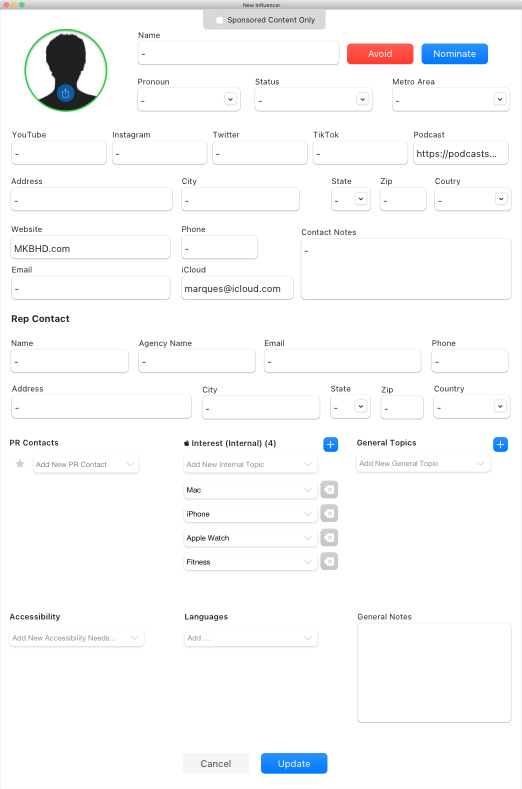 New Influencer
Sponsored Content Only
Name
-
Avoid
Nominate
Pronoun
Status
Metro Area
-
-
-
YouTube
Instagram
Twitter
TikTok
Podcast
-
-
-
-
https://podcasts...
Address
City
State
Zip
Coutry
-
-
-
-
-
Website
Phone
Contact Notes
MKBHD.com
-
-
Email
iCloud
-
marques@icloud.com
Rep Contact
Name
Agency Name
Email
Phone
-
-
-
-
Address
City
State
Zip
Country
-
-
-
-
-
PR Contacts
Interest (Internal) (4)
General Topics
Add New PR Contact
Add New Internal Topic
Add New General Topic
Mac
iPhone
Apple Watch
Fitness
Accessibility
Languages
General Notes
Add New Accessibility Needs...
Add ...
Cancel
Update